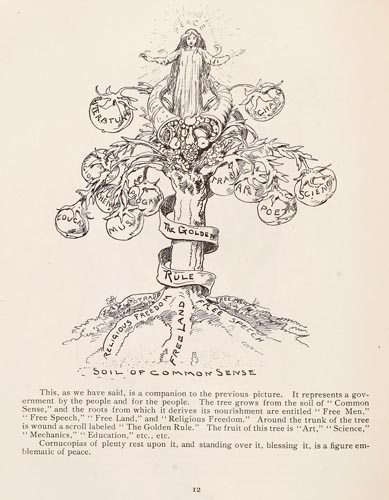 PEACE
LITERATURE
MUSIC
ART
POET
SCIEN
THE GOLDEN
RULE
RELIGIOUS FREEDOM
FREE LAND
FREE SPEECH
SOIL OF COMMON SENSE
This, as we have said, is a companion to the previous picture. It represents a gov-
ernment by the people and for the people. The tree grows from the soil of "Common
Sense," and the roots from which it derives its nourishment are entitled "Free Men,"
"Free Speech," "Free Land," and "Religious Freedom." Around the trunk of the tree
is wound a scroll labeled "The Golden Rule." The fruit of this tree is "Art," "Science,"
"Mechanics," "Education," etc., etc.
Cornucopias of plenty rest upon it, and standing over it, blessing it, is a figure em-
blematic of peace.
12